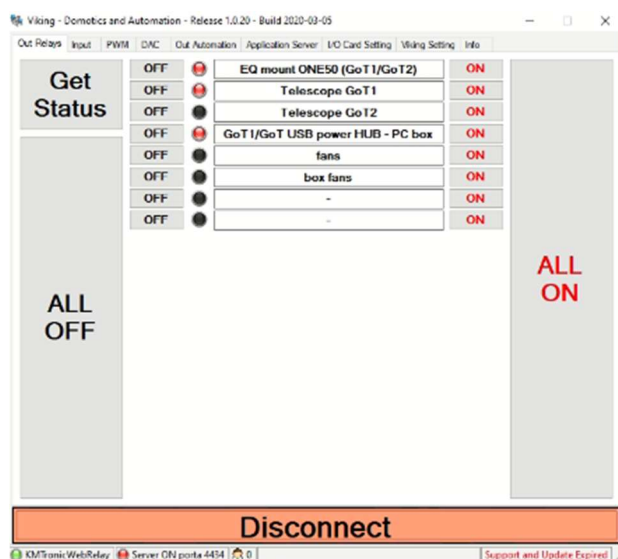 Viking - Domotics and Automation - Release 1.0.20 - Build 2020-03-05
Out Relays Input PWM DAC Out Automation Application Server I/O Card Setting Viking Setting Info
Get Status
ALL OFF
OFF EQ mount ONE50 (GoT1/GoT2) ON
OFF Telescope GoT1 ON
OFF Telescope GoT2 ON
OFF GoT1/GoT USB power HUB - PC box ON
OFF fans ON
OFF box fans ON
OFF - ON
OFF - ON
ALL ON
Disconnect
KMTronicWebRelay Server ON porta 4434 0 Support and Update Expired